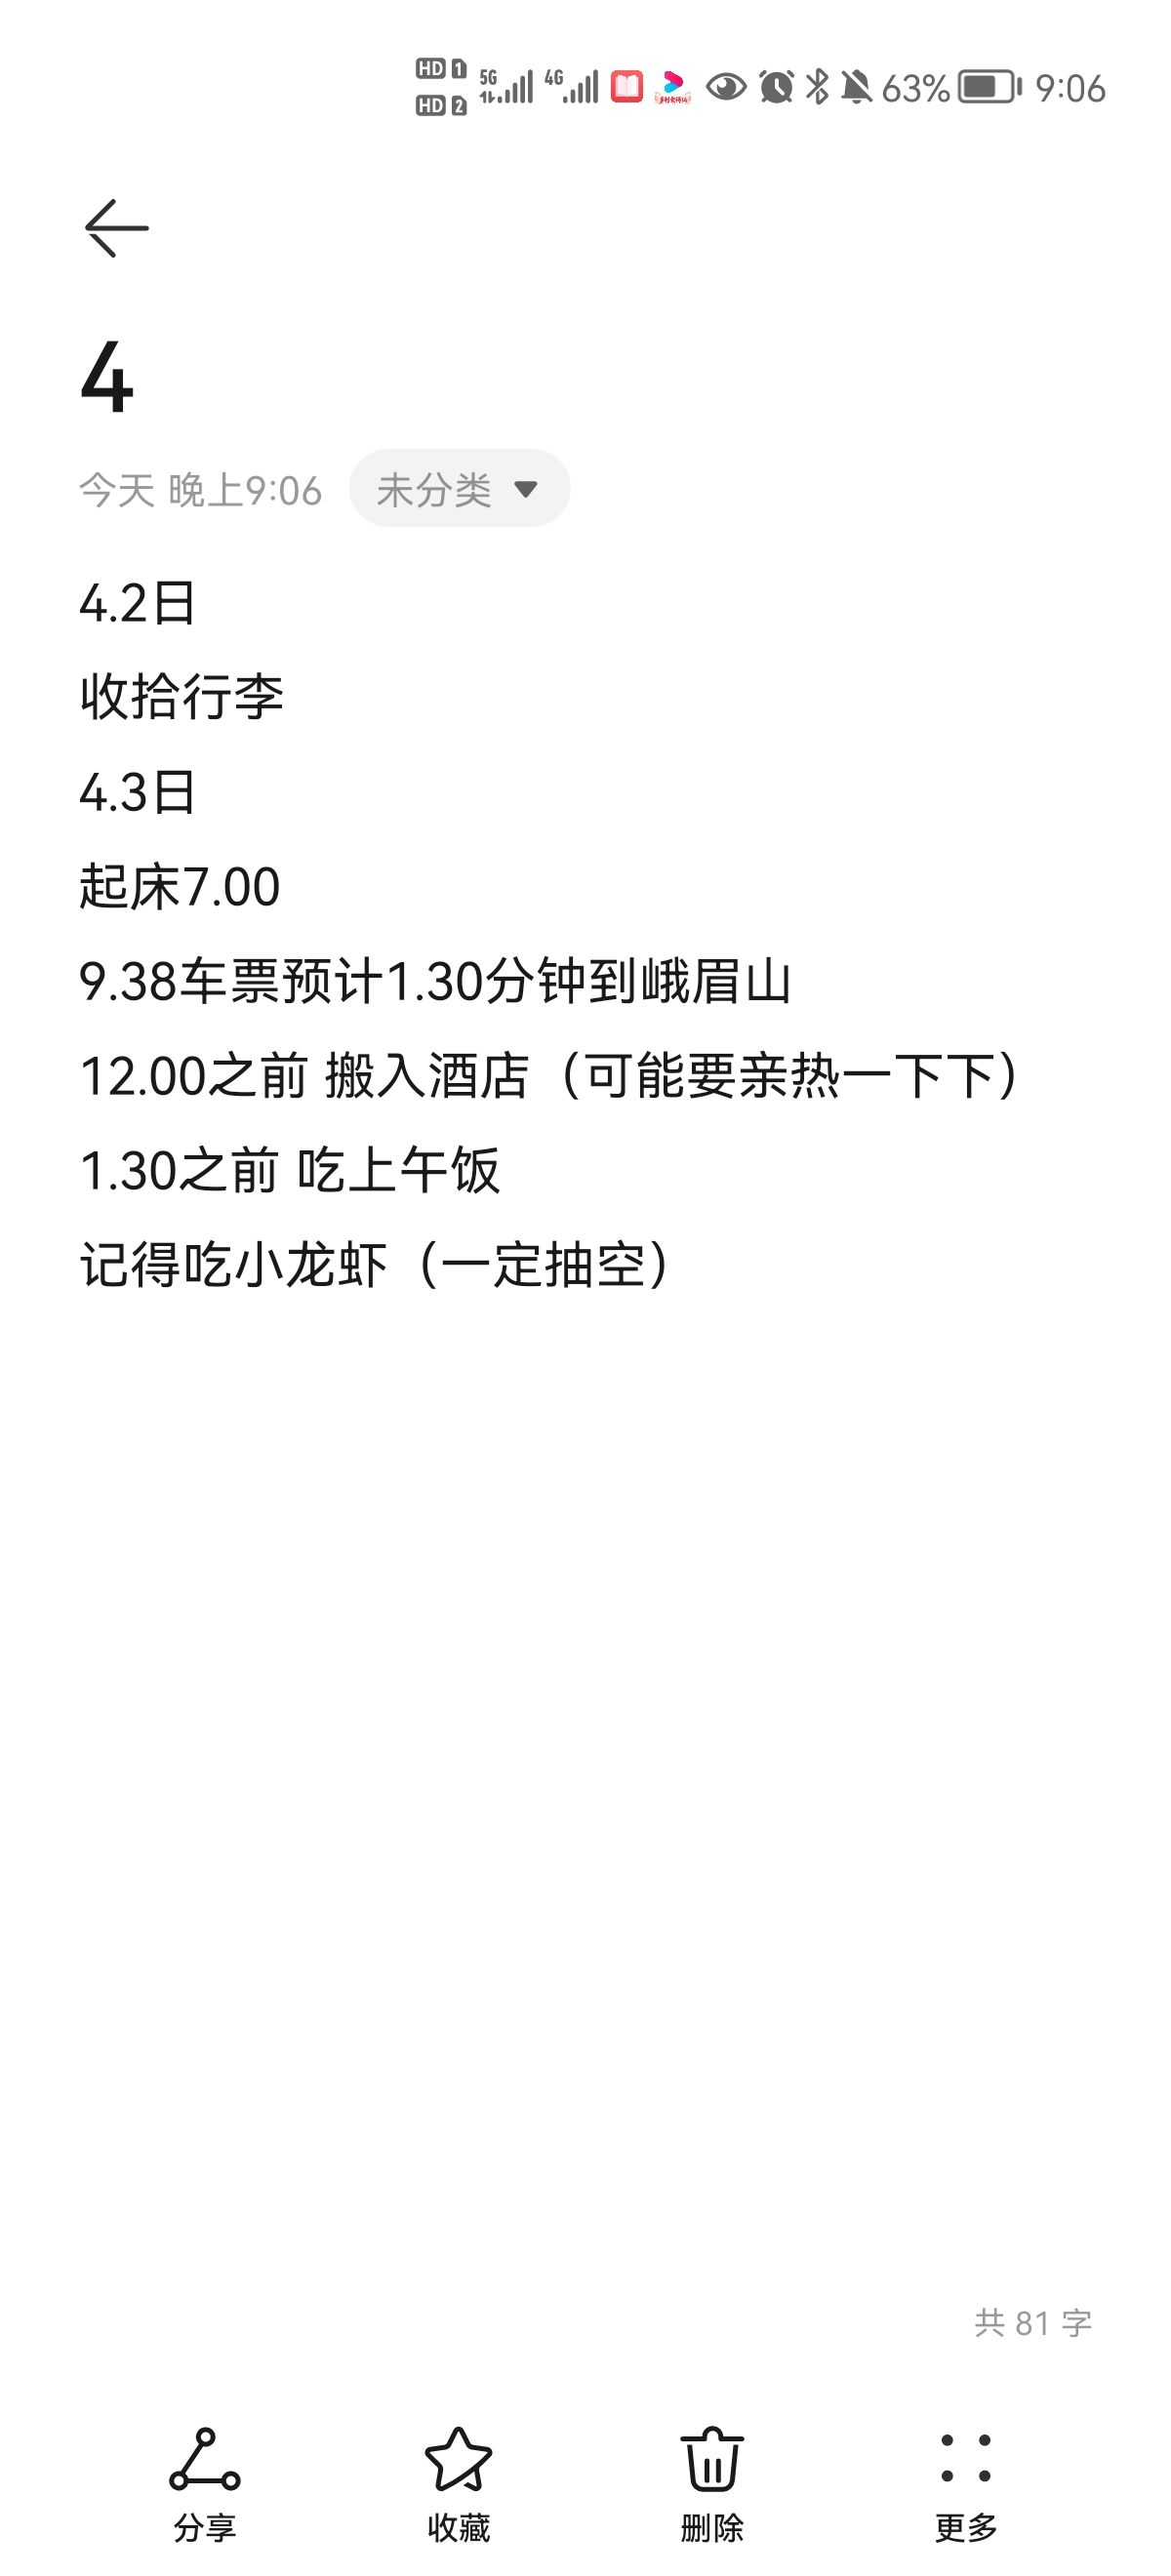 HD 1 5G 4G 63% 9:06
HD 2
4
今天 晚上9:06 未分类
4.2日
收拾行李
4.3日
起床7.00
9.38车票预计1.30分钟到峨眉山
12.00之前 搬入酒店（可能要亲热一下下）
1.30之前 吃上午饭
记得吃小龙虾（一定抽空）
共 81 字
分享 收藏 删除 更多